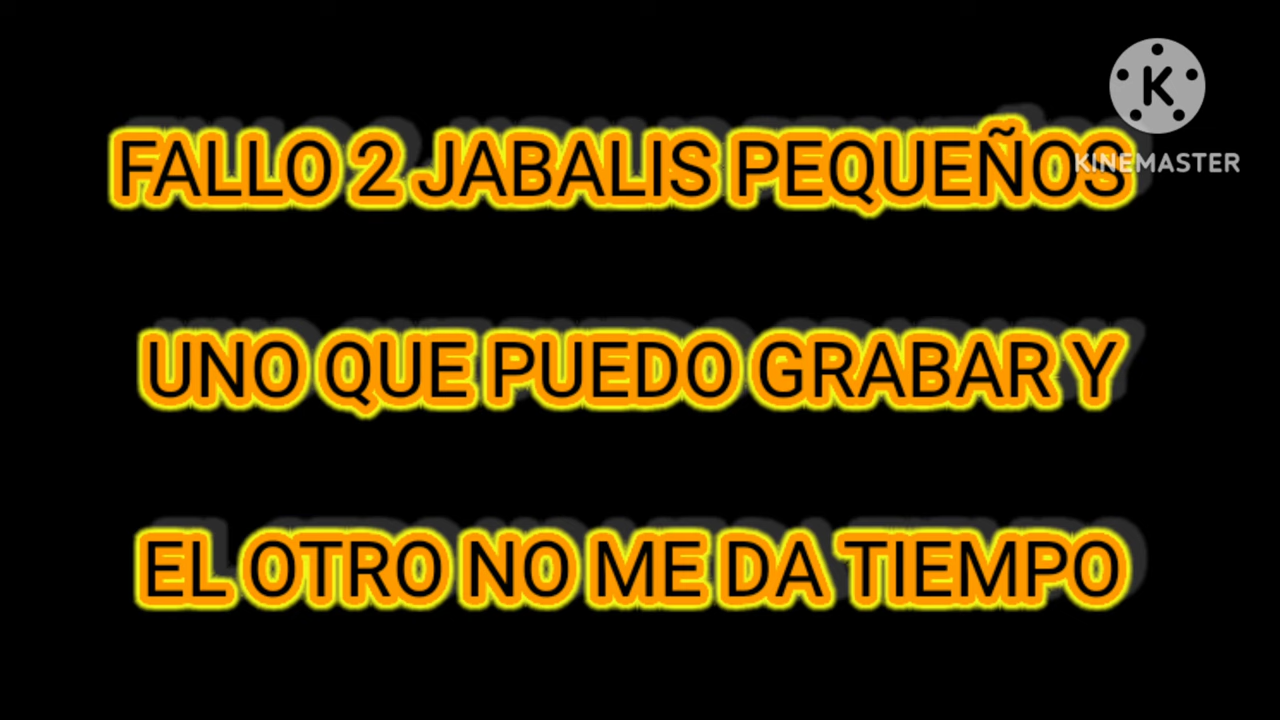 FALLO 2 JABALIS PEQUEÑOS
KINEMASTER
UNO QUE PUEDO GRABAR Y
EL OTRO NO ME DA TIEMPO